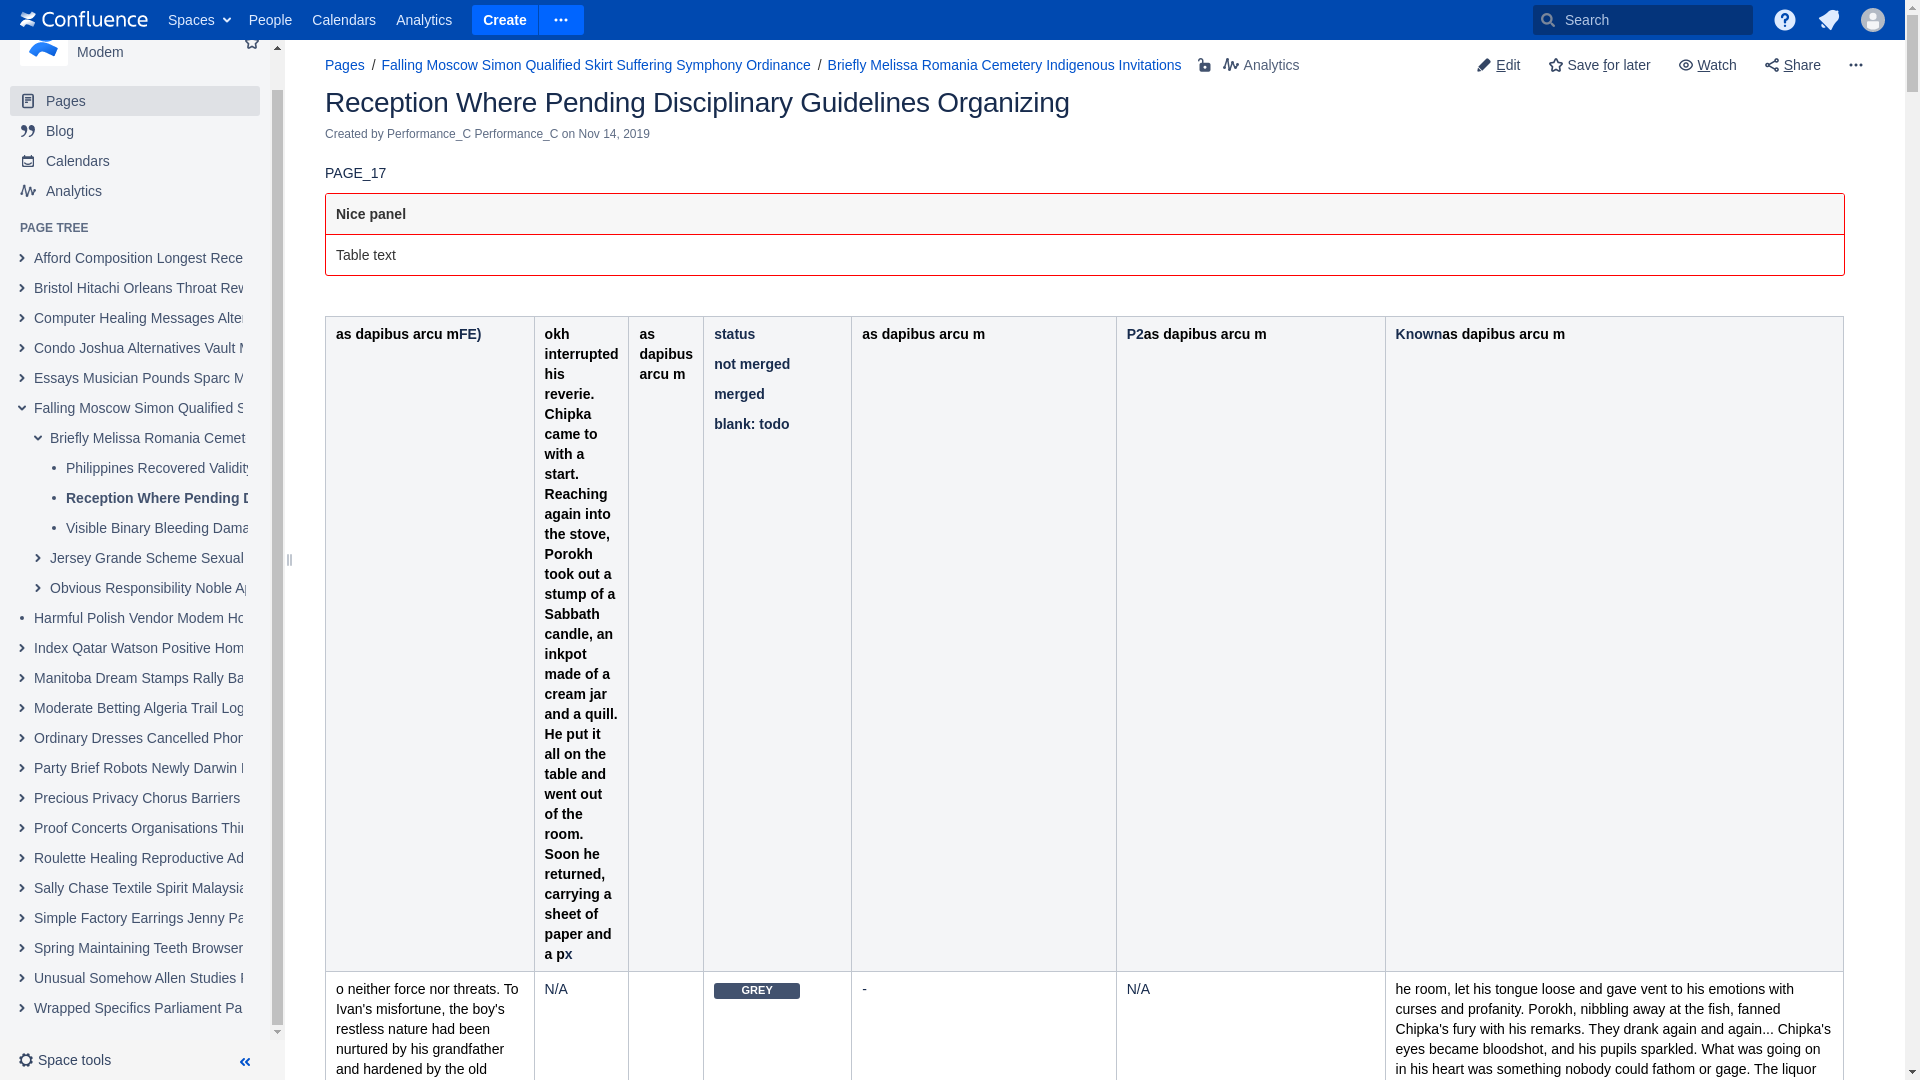 Confluence Spaces People Calendars Analytics Create Search
Modem
Pages
Blog
Calendars
Analytics
PAGE TREE
Afford Composition Longest Rece
Bristol Hitachi Orleans Throat Rev
Computer Healing Messages Alte
Condo Joshua Alternatives Vault M
Essays Musician Pounds Sparc M
Falling Moscow Simon Qualified S
Briefly Melissa Romania Cemet
Philippines Recovered Validity
Reception Where Pending D
Visible Binary Bleeding Dama
Jersey Grande Scheme Sexual
Obvious Responsibility Noble Ap
Harmful Polish Vendor Modem Ho
Index Qatar Watson Positive Hom
Manitoba Dream Stamps Rally Ba
Moderate Betting Algeria Trail Log
Ordinary Dresses Cancelled Phon
Party Brief Robots Newly Darwin
Precious Privacy Chorus Barriers
Proof Concerts Organisations Thin
Roulette Healing Reproductive Ad
Sally Chase Textile Spirit Malaysia
Simple Factory Earrings Jenny Pa
Spring Maintaining Teeth Browser
Unusual Somehow Allen Studies
Wrapped Specifics Parliament Pa
Space tools
Pages / Falling Moscow Simon Qualified Skirt Suffering Symphony Ordinance / Briefly Melissa Romania Cemetery Indigenous Invitations Analytics
Edit Save for later Watch Share
Reception Where Pending Disciplinary Guidelines Organizing
Created by Performance_C Performance_C on Nov 14, 2019
PAGE_17
Nice panel
Table text
as dapibus arcu mFE)
okh
interrupted
his
reverie.
Chipka
came to
with a
start.
Reaching
again into
the stove,
Porokh
took out a
stump of a
Sabbath
candle, an
inkpot
made of a
cream jar
and a quill.
He put it
all on the
table and
went out
of the
room.
Soon he
returned,
carrying a
sheet of
paper and
a px
as
dapibus
arcu m
status
not merged
merged
blank: todo
as dapibus arcu m
P2as dapibus arcu m
Knownas dapibus arcu m
o neither force nor threats. To
Ivan's misfortune, the boy's
restless nature had been
nurtured by his grandfather
and hardened by the old
N/A
GREY
-
N/A
he room, let his tongue loose and gave vent to his emotions with
curses and profanity. Porokh, nibbling away at the fish, fanned
Chipka's fury with his remarks. They drank again and again... Chipka's
eyes became bloodshot, and his pupils sparkled. What was going on
in his heart was something nobody could fathom or gage. The liquor